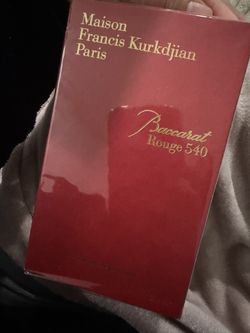 Maison
Francis Kurkdjian
Paris
Baccarat
Rouge 540